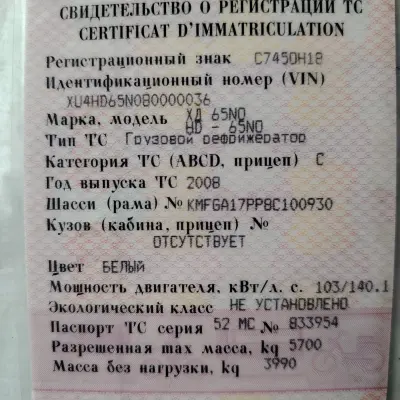 СВИДЕТЕЛЬСТВО О РЕГИСТРАЦИИ ТС
CERTIFICAT D'IMMATRICULATION
Регистрационный знак С745ОН18
Идентификационный номер (VIN)
XU4HD65N080000036
Марка, модель ХД 65NO
HD - 65NO
Тип ТС Грузовой рефрижератор
Категория ТС (ABCD, прицеп) С
Год выпуска ТС 2008
Шасси (рама) № KMFGA17PP8C100930
Кузов (кабина, прицеп) №
ОТСУТСТВУЕТ
Цвет БЕЛЫЙ
Мощность двигателя, кВт/л. с. 103/140.1
Экологический класс НЕ УСТАНОВЛЕНО
Паспорт ТС серия 52 МС № 833954
Разрешенная max масса, kg 5700
Масса без нагрузки, kg 3990